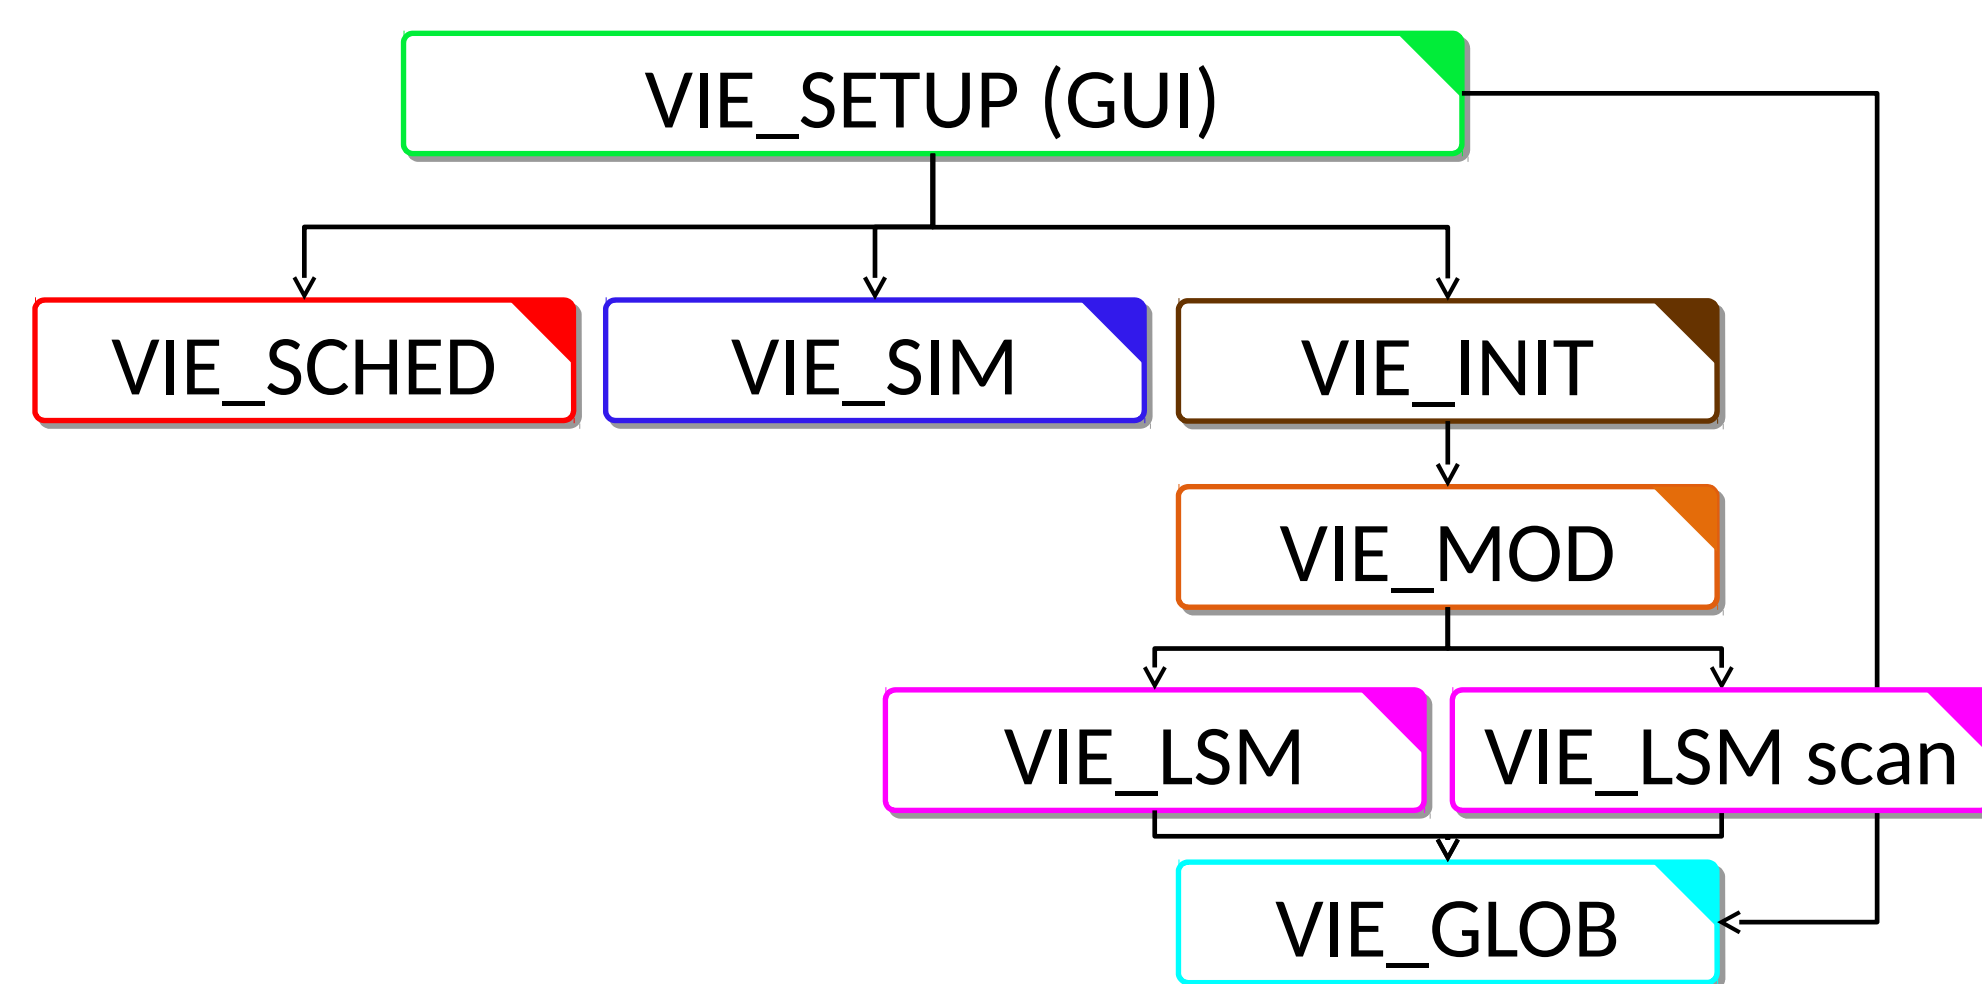 VIE_SETUP (GUI)
VIE_SCHED
VIE_SIM
VIE_INIT
VIE_MOD
VIE_LSM
VIE_LSM scan
VIE_GLOB